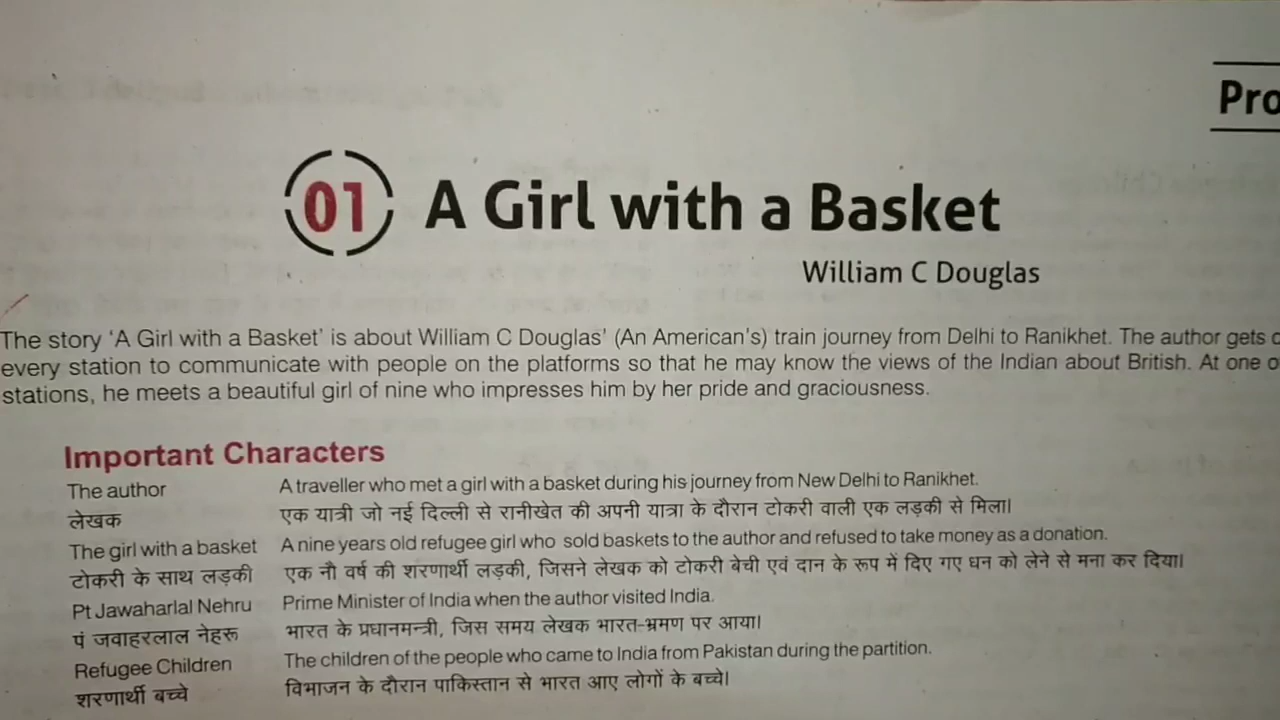 Pro
01 A Girl with a Basket
William C Douglas
The story ‘A Girl with a Basket’ is about William C Douglas’ (An American’s) train journey from Delhi to Ranikhet. The author gets
every station to communicate with people on the platforms so that he may know the views of the Indian about British. At one
stations, he meets a beautiful girl of nine who impresses him by her pride and graciousness.
Important Characters
The author A traveller who met a girl with a basket during his journey from New Delhi to Ranikhet.
लेखक एक यात्री जो नई दिल्ली से रानीखेत की अपनी यात्रा के दौरान टोकरी वाली एक लड़की से मिला।
The girl with a basket A nine years old refugee girl who sold baskets to the author and refused to take money as a donation.
टोकरी के साथ लड़की एक नौ वर्ष की शरणार्थी लड़की, जिसने लेखक को टोकरी बेची एवं दान के रूप में दिए गए धन को लेने से मना कर दिया।
Pt Jawaharlal Nehru Prime Minister of India when the author visited India.
पं जवाहरलाल नेहरू भारत के प्रधानमन्त्री, जिस समय लेखक भारत-भ्रमण पर आया।
Refugee Children The children of the people who came to India from Pakistan during the partition.
शरणार्थी बच्चे विभाजन के दौरान पाकिस्तान से भारत आए लोगों के बच्चे।